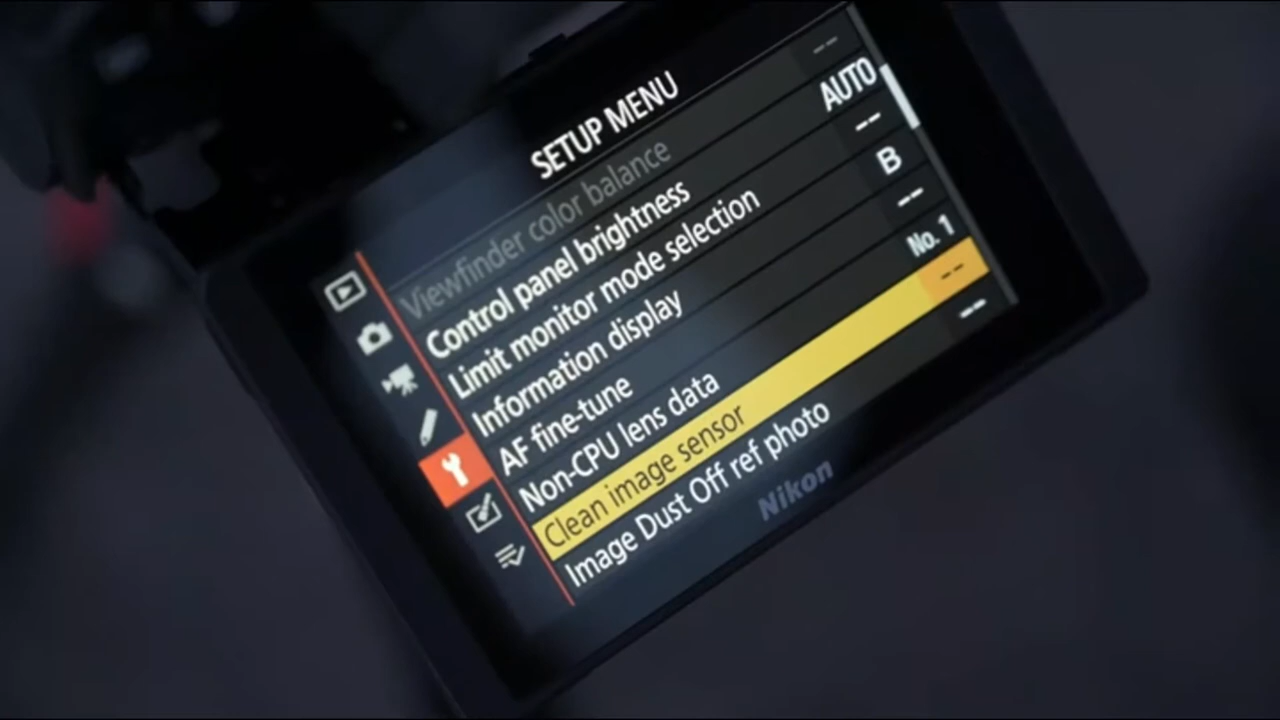 SETUP MENU
Viewfinder color balance --
Control panel brightness AUTO
Limit monitor mode selection --
Information display B
AF fine-tune --
Non-CPU lens data No. 1
Clean image sensor --
Image Dust Off ref photo --
Nikon